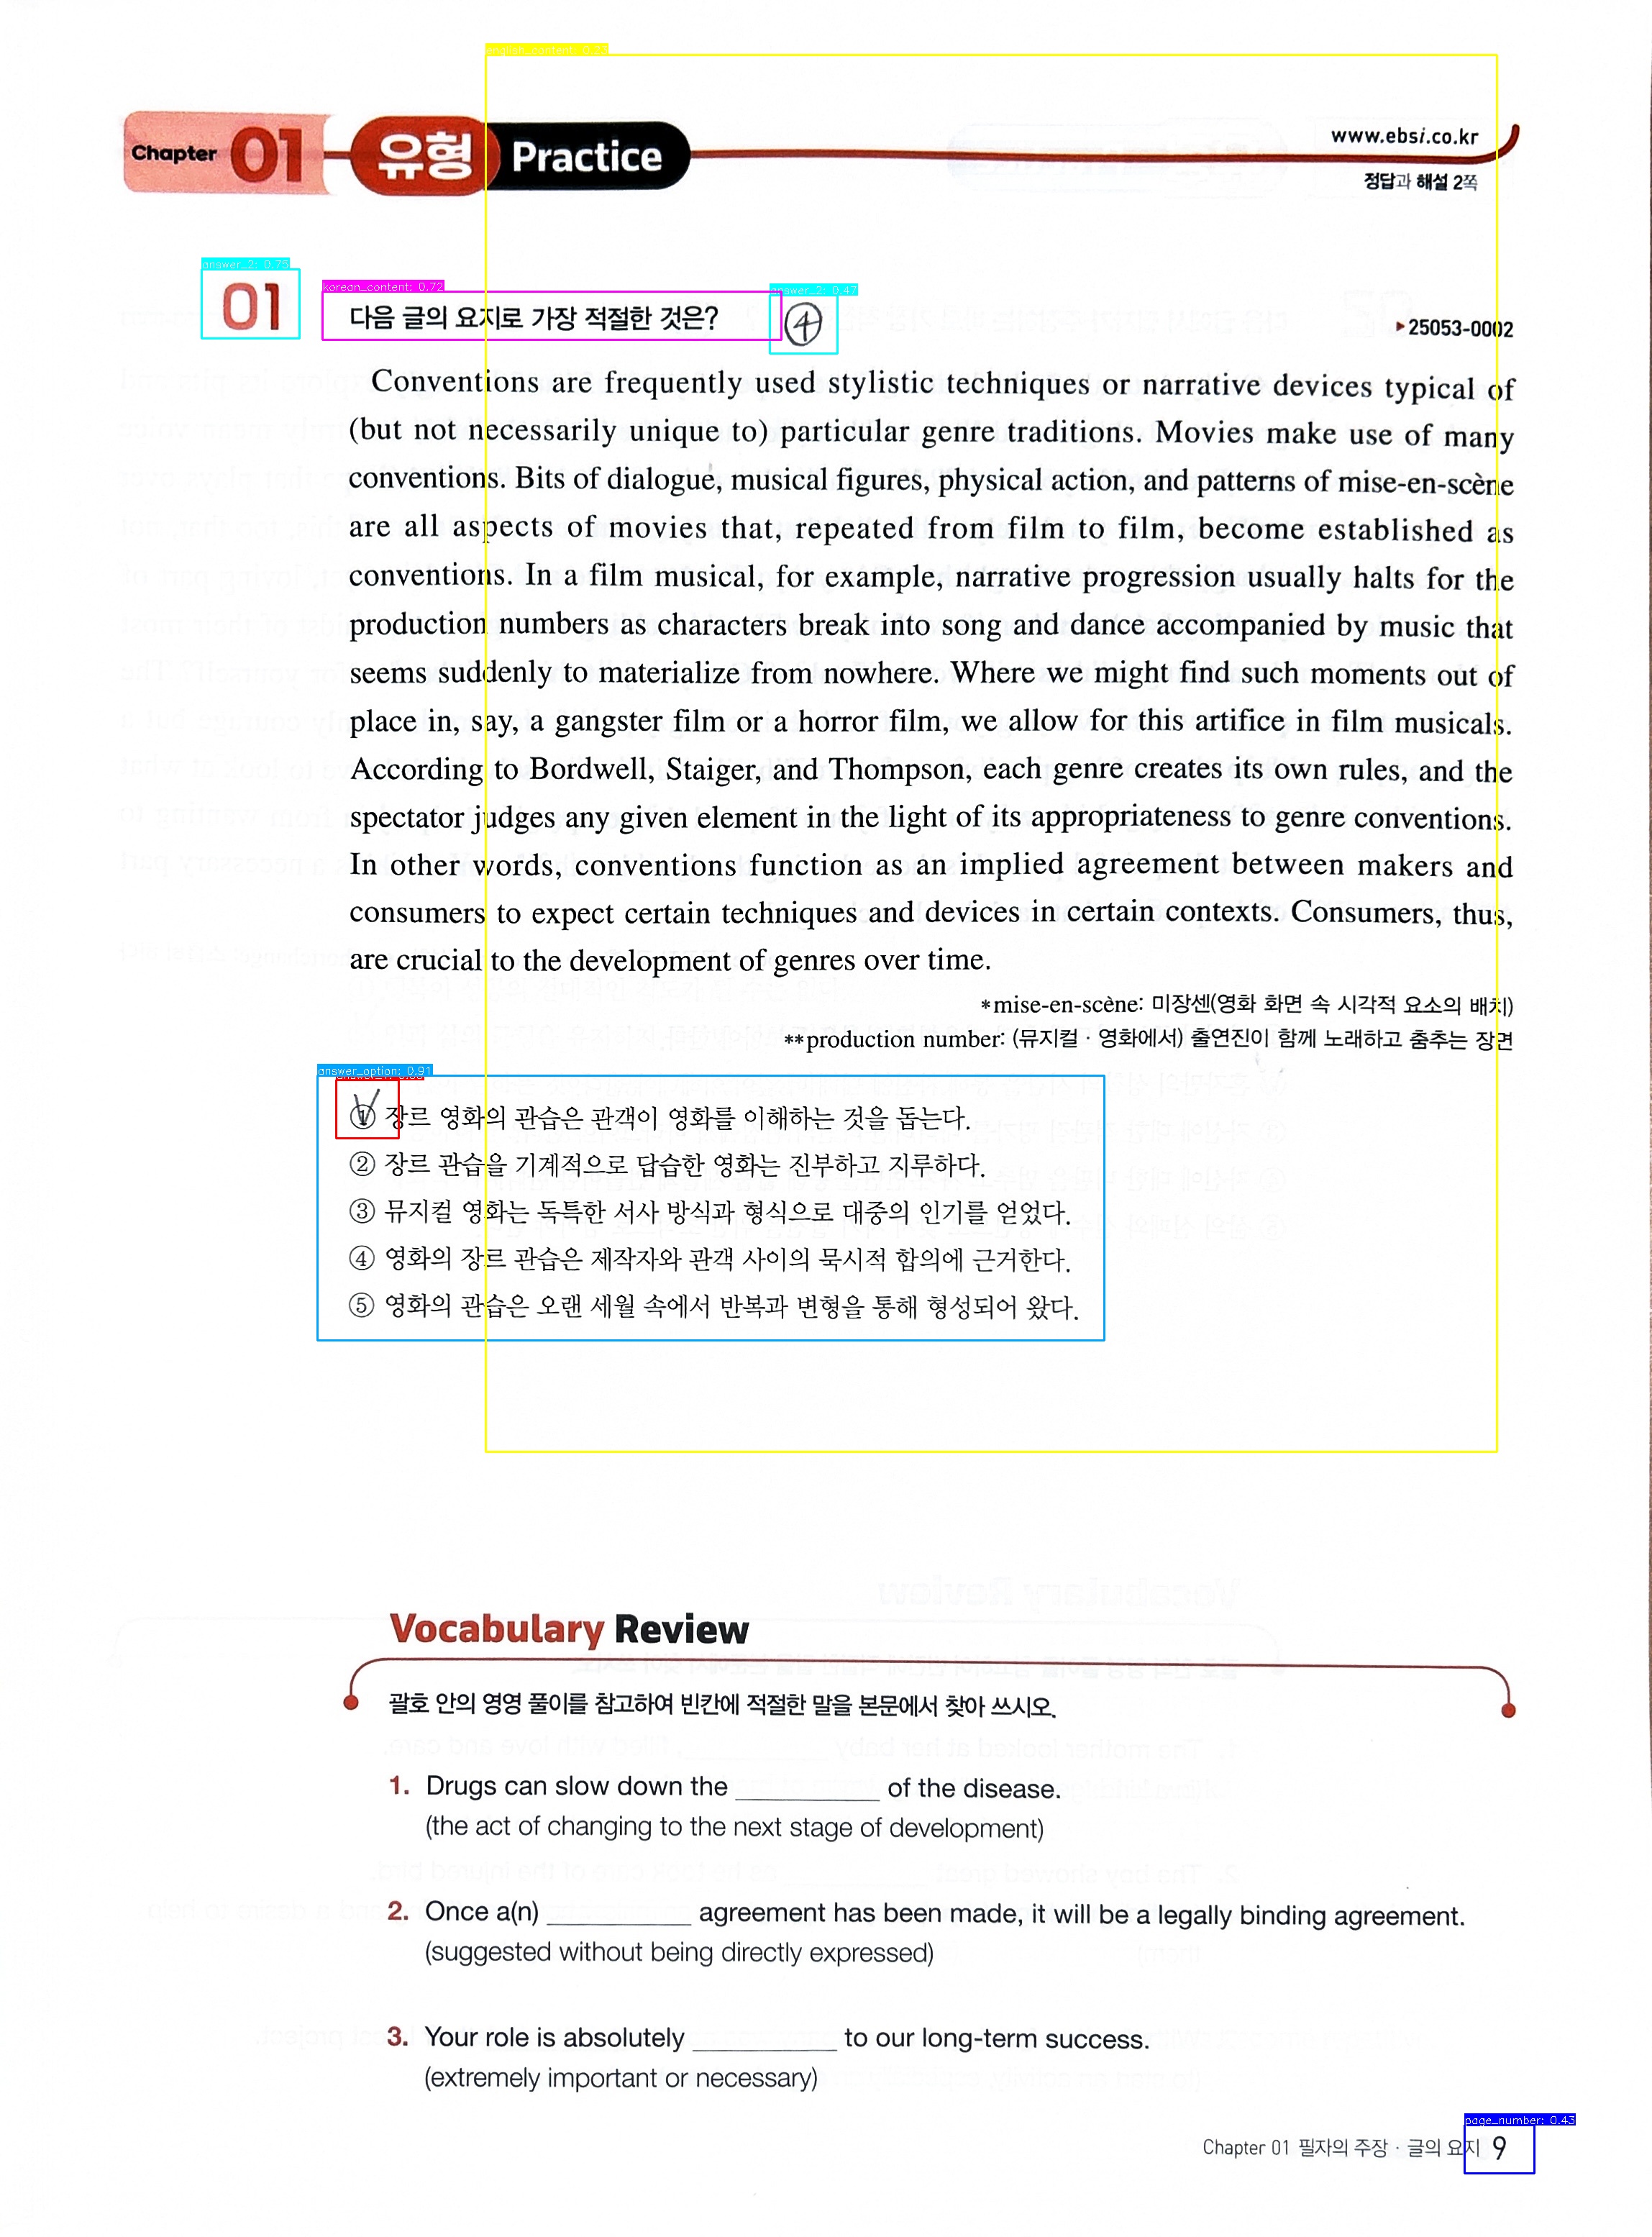 english_content: 0.73
Chapter 01 유형 Practice
www.ebsi.co.kr
정답과 해설 2쪽
answer_2: 0.75
korean_content: 0.72
answer_2: 0.47
01 다음 글의 요지로 가장 적절한 것은? ④
▶25053-0002
Conventions are frequently used stylistic techniques or narrative devices typical of
(but not necessarily unique to) particular genre traditions. Movies make use of many
conventions. Bits of dialogue, musical figures, physical action, and patterns of mise-en-scène
are all aspects of movies that, repeated from film to film, become established as
conventions. In a film musical, for example, narrative progression usually halts for the
production numbers as characters break into song and dance accompanied by music that
seems suddenly to materialize from nowhere. Where we might find such moments out of
place in, say, a gangster film or a horror film, we allow for this artifice in film musicals.
According to Bordwell, Staiger, and Thompson, each genre creates its own rules, and the
spectator judges any given element in the light of its appropriateness to genre conventions.
In other words, conventions function as an implied agreement between makers and
consumers to expect certain techniques and devices in certain contexts. Consumers, thus,
are crucial to the development of genres over time.
*mise-en-scène: 미장센(영화 화면 속 시각적 요소의 배치)
**production number: (뮤지컬·영화에서) 출연진이 함께 노래하고 춤추는 장면
answer_option: 0.91
① 장르 영화의 관습은 관객이 영화를 이해하는 것을 돕는다.
② 장르 관습을 기계적으로 답습한 영화는 진부하고 지루하다.
③ 뮤지컬 영화는 독특한 서사 방식과 형식으로 대중의 인기를 얻었다.
④ 영화의 장르 관습은 제작자와 관객 사이의 묵시적 합의에 근거한다.
⑤ 영화의 관습은 오랜 세월 속에서 반복과 변형을 통해 형성되어 왔다.
Vocabulary Review
괄호 안의 영영 풀이를 참고하여 빈칸에 적절한 말을 본문에서 찾아 쓰시오.
1. Drugs can slow down the __________ of the disease.
(the act of changing to the next stage of development)
2. Once a(n) __________ agreement has been made, it will be a legally binding agreement.
(suggested without being directly expressed)
3. Your role is absolutely __________ to our long-term success.
(extremely important or necessary)
page_number: 0.43
Chapter 01 필자의 주장·글의 요지 9